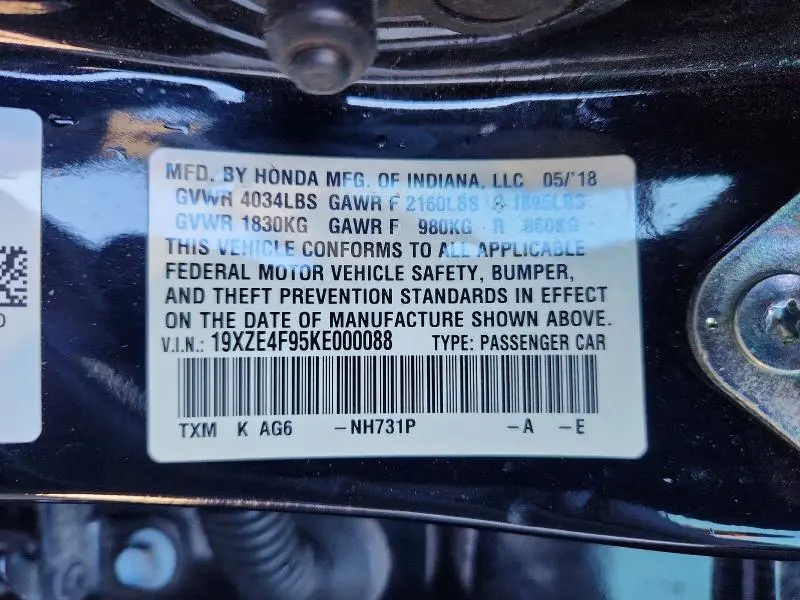 MFD. BY HONDA MFG. OF INDIANA, LLC 05/'18
GVWR 4034LBS GAWR F 2160LBS R 1895LBS
GVWR 1830KG GAWR F 980KG R 860KG
THIS VEHICLE CONFORMS TO ALL APPLICABLE
FEDERAL MOTOR VEHICLE SAFETY, BUMPER,
AND THEFT PREVENTION STANDARDS IN EFFECT
ON THE DATE OF MANUFACTURE SHOWN ABOVE.
V.I.N.: 19XZE4F95KE000088 TYPE: PASSENGER CAR
TXM K AG6 -NH731P -A -E